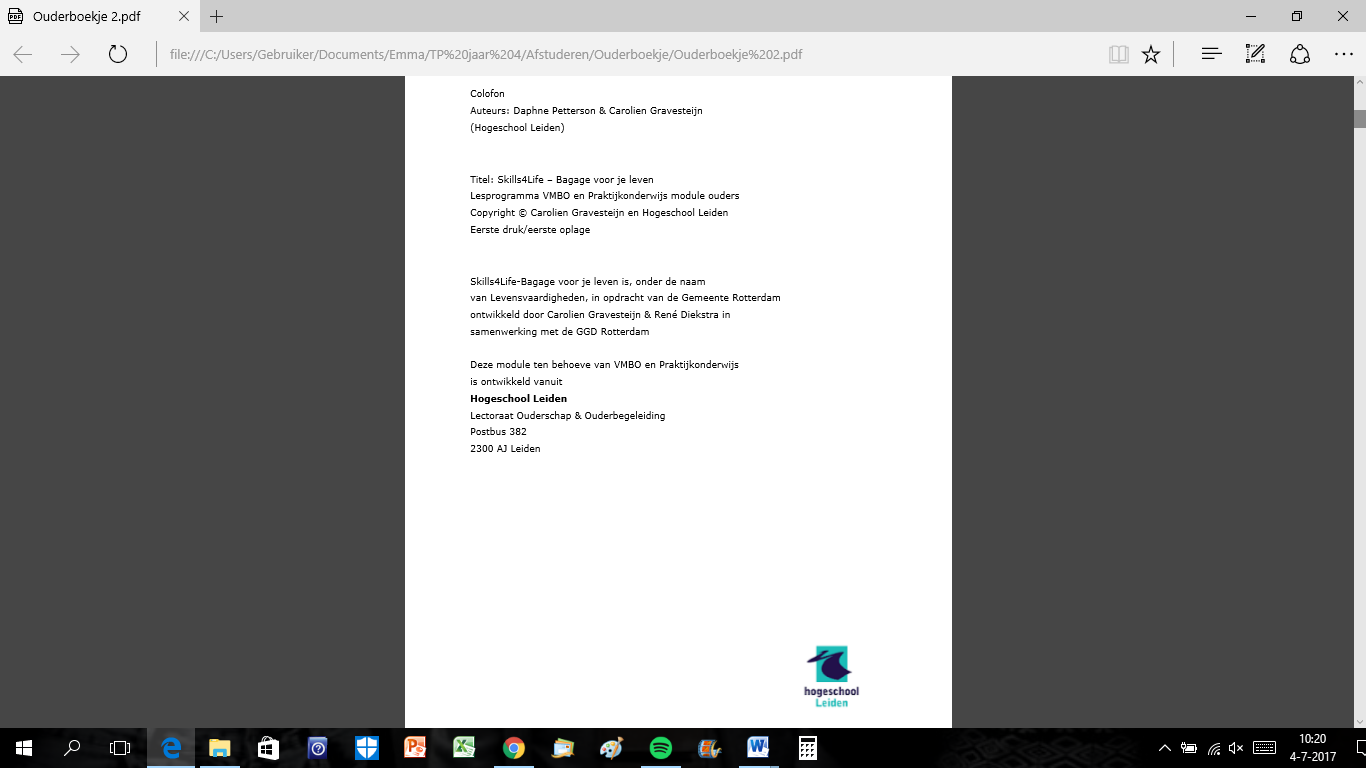 Ouderboekje 2.pdf
file:///C:/Users/Gebruiker/Documents/Emma/TP%20jaar%204/Afstuderen/Ouderboekje/Ouderboekje%202.pdf
Colofon
Auteurs: Daphne Petterson & Carolien Gravesteijn
(Hogeschool Leiden)
Titel: Skills4Life – Bagage voor je leven
Lesprogramma VMBO en Praktijkonderwijs module ouders
Copyright © Carolien Gravesteijn en Hogeschool Leiden
Eerste druk/eerste oplage
Skills4Life-Bagage voor je leven is, onder de naam
van Levensvaardigheden, in opdracht van de Gemeente Rotterdam
ontwikkeld door Carolien Gravesteijn & René Diekstra in
samenwerking met de GGD Rotterdam
Deze module ten behoeve van VMBO en Praktijkonderwijs
is ontwikkeld vanuit
Hogeschool Leiden
Lectoraat Ouderschap & Ouderbegeleiding
Postbus 382
2300 AJ Leiden
hogeschool
Leiden
10:20
4-7-2017